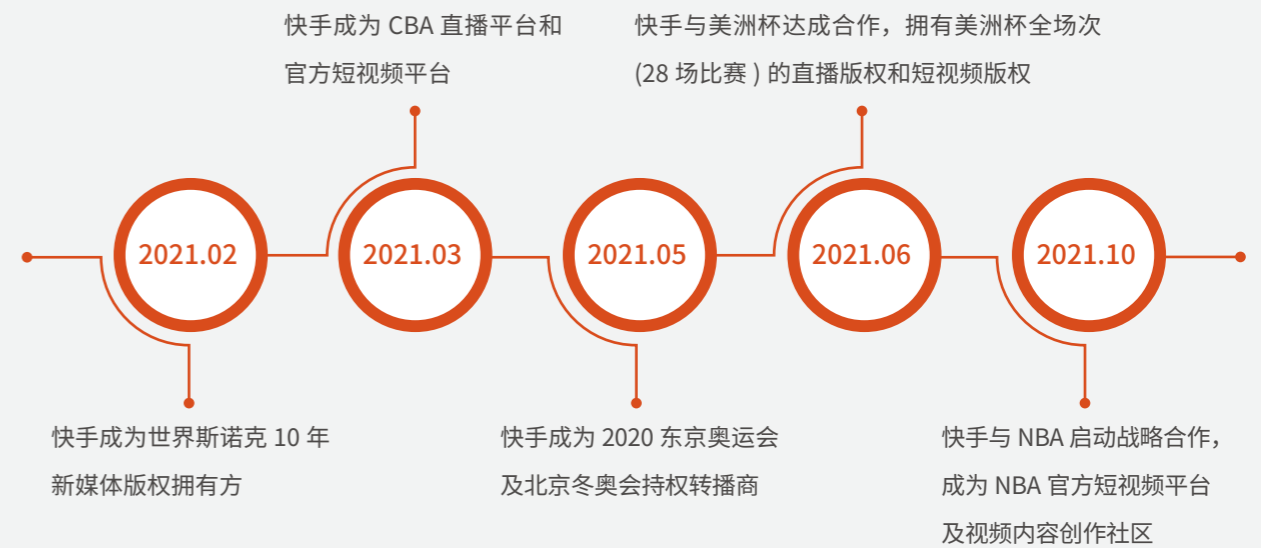 快手成为 CBA 直播平台和
官方短视频平台
快手与美洲杯达成合作，拥有美洲杯全场次
(28 场比赛 ) 的直播版权和短视频版权
2021.02
2021.03
2021.05
2021.06
2021.10
快手成为世界斯诺克 10 年
新媒体版权拥有方
快手成为 2020 东京奥运会
及北京冬奥会持权转播商
快手与 NBA 启动战略合作，
成为 NBA 官方短视频平台
及视频内容创作社区